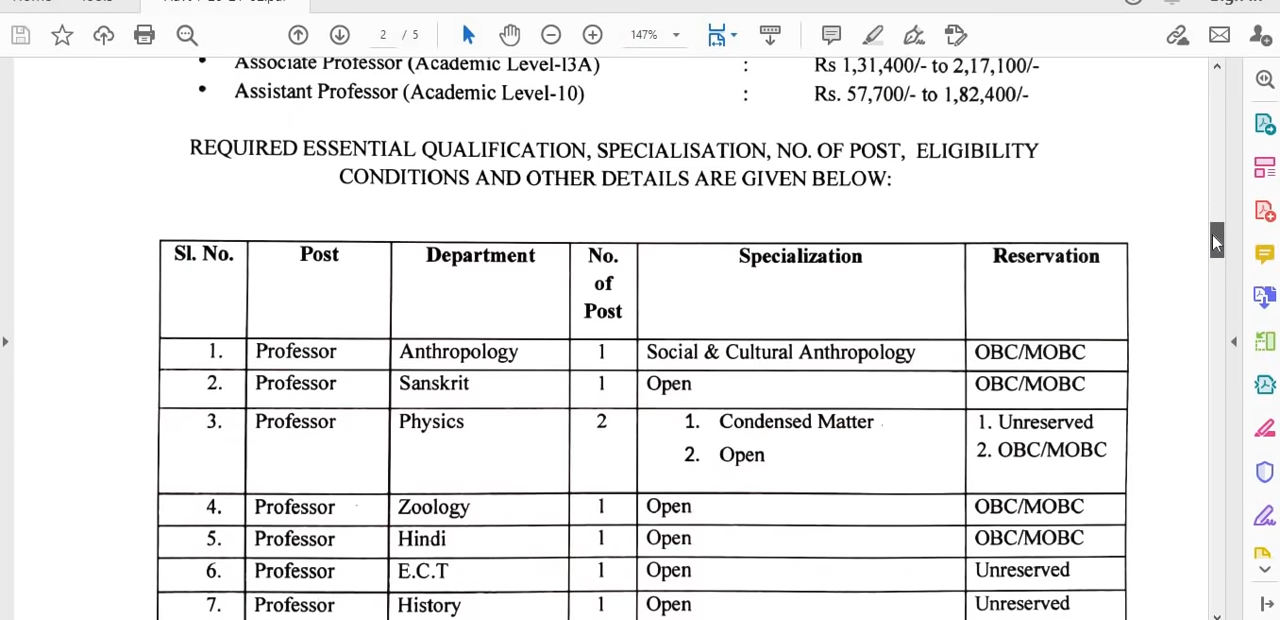 2 / 5
147%
Associate Professor (Academic Level-I3A) : Rs 1,31,400/- to 2,17,100/-
Assistant Professor (Academic Level-10) : Rs. 57,700/- to 1,82,400/-
REQUIRED ESSENTIAL QUALIFICATION, SPECIALISATION, NO. OF POST, ELIGIBILITY
CONDITIONS AND OTHER DETAILS ARE GIVEN BELOW:
Sl. No. Post Department No. of Post Specialization Reservation
1. Professor Anthropology 1 Social & Cultural Anthropology OBC/MOBC
2. Professor Sanskrit 1 Open OBC/MOBC
3. Professor Physics 2 1. Condensed Matter 1. Unreserved
2. Open 2. OBC/MOBC
4. Professor Zoology 1 Open OBC/MOBC
5. Professor Hindi 1 Open OBC/MOBC
6. Professor E.C.T 1 Open Unreserved
7. Professor History 1 Open Unreserved